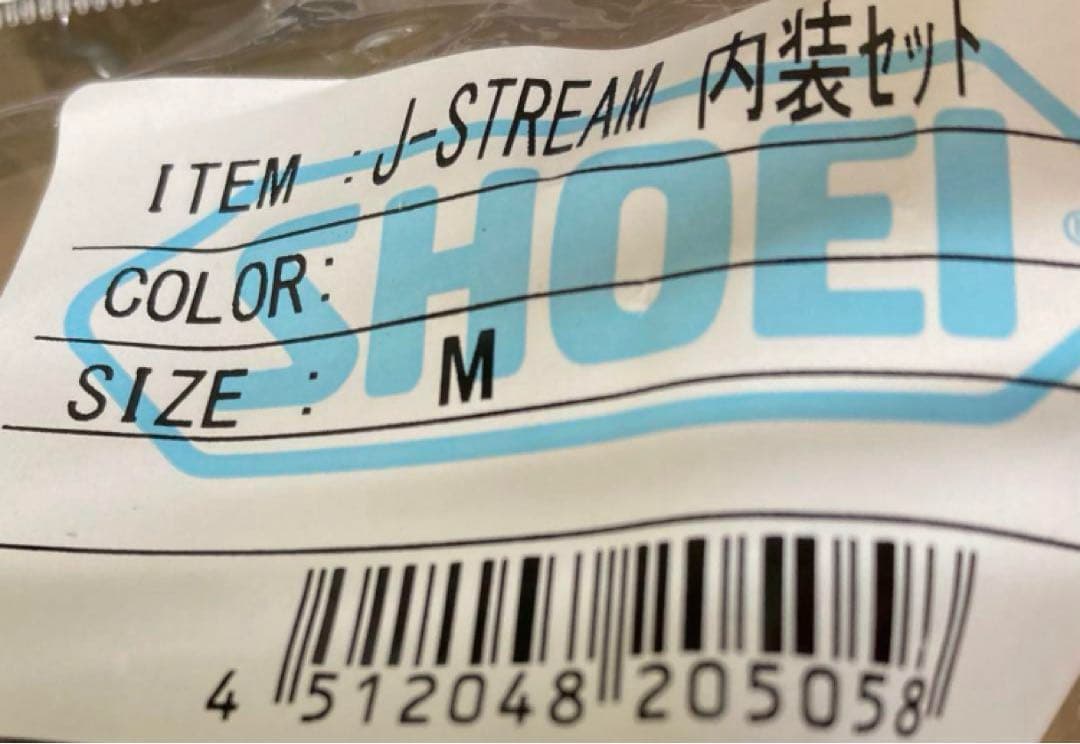 ITEM :J-STREAM 内装セット
SHOEI
COLOR:
SIZE : M
4 512048 205058